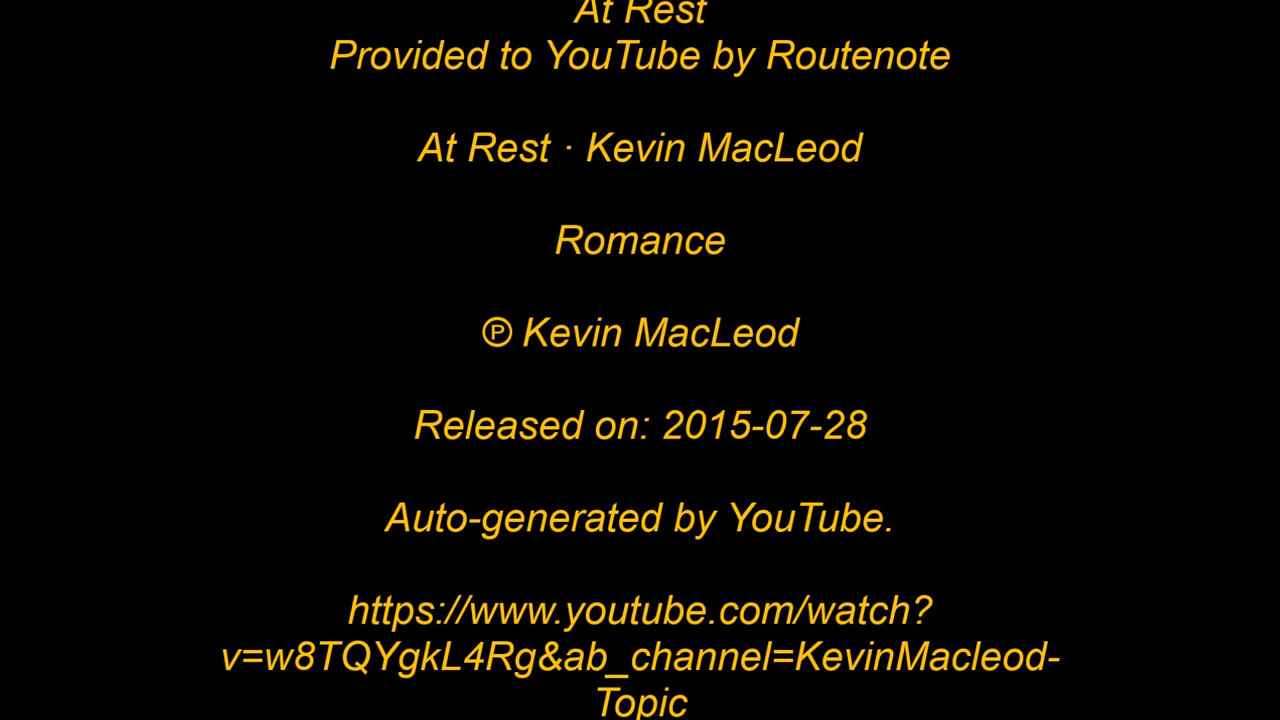 At Rest
Provided to YouTube by Routenote
At Rest · Kevin MacLeod
Romance
℗ Kevin MacLeod
Released on: 2015-07-28
Auto-generated by YouTube.
https://www.youtube.com/watch?
v=w8TQYgkL4Rg&ab_channel=KevinMacleod-
Topic